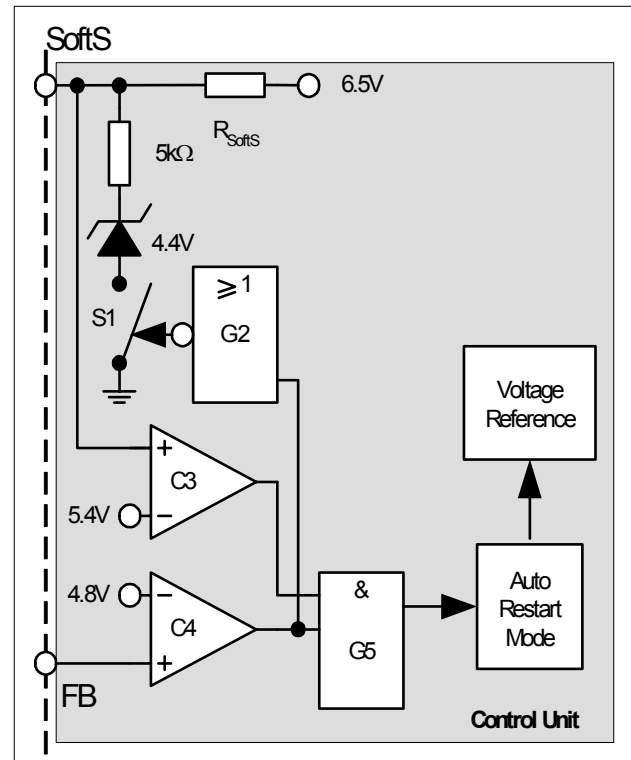 SoftS
6.5V
R_SoftS
5kΩ
4.4V
≥1
S1
G2
Voltage
Reference
+
C3
5.4V
−
&
4.8V
−
C4
G5
Auto
Restart
Mode
+
FB
Control Unit